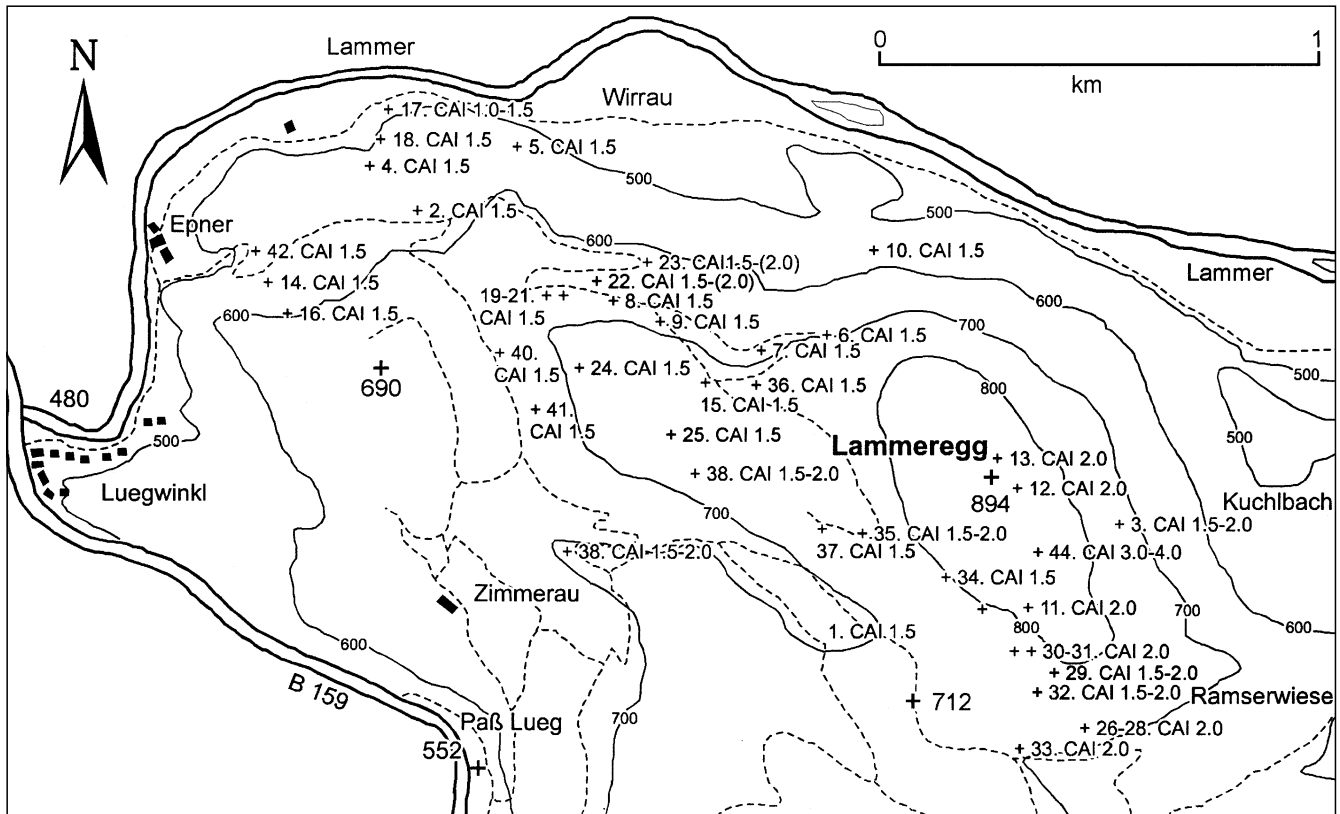 N
Lammer
0 1
km
Wirrau
17. CAI 1.0-1.5
18. CAI 1.5
5. CAI 1.5
4. CAI 1.5
500
2. CAI 1.5
500
Epner
42. CAI 1.5
600
10. CAI 1.5
23. CAI 1.5-(2.0)
Lammer
14. CAI 1.5
22. CAI 1.5-(2.0)
19-21.
CAI 1.5
8. CAI 1.5
600
600
16. CAI 1.5
9. CAI 1.5
700
6. CAI 1.5
7. CAI 1.5
40.
CAI 1.5
24. CAI 1.5
500
690
36. CAI 1.5
800
480
15. CAI 1.5
41.
CAI 1.5
25. CAI 1.5
500
500
Lammeregg
13. CAI 2.0
38. CAI 1.5-2.0
894
12. CAI 2.0
Luegwinkl
Kuchlbach
700
3. CAI 1.5-2.0
35. CAI 1.5-2.0
37. CAI 1.5
38. CAI 1.5-2.0
44. CAI 3.0-4.0
34. CAI 1.5
Zimmerau
11. CAI 2.0
700
800
600
1. CAI 1.5
600
30-31. CAI 2.0
29. CAI 1.5-2.0
B 159
32. CAI 1.5-2.0
Ramserwiese
712
700
Paß Lueg
26-28. CAI 2.0
552
33. CAI 2.0